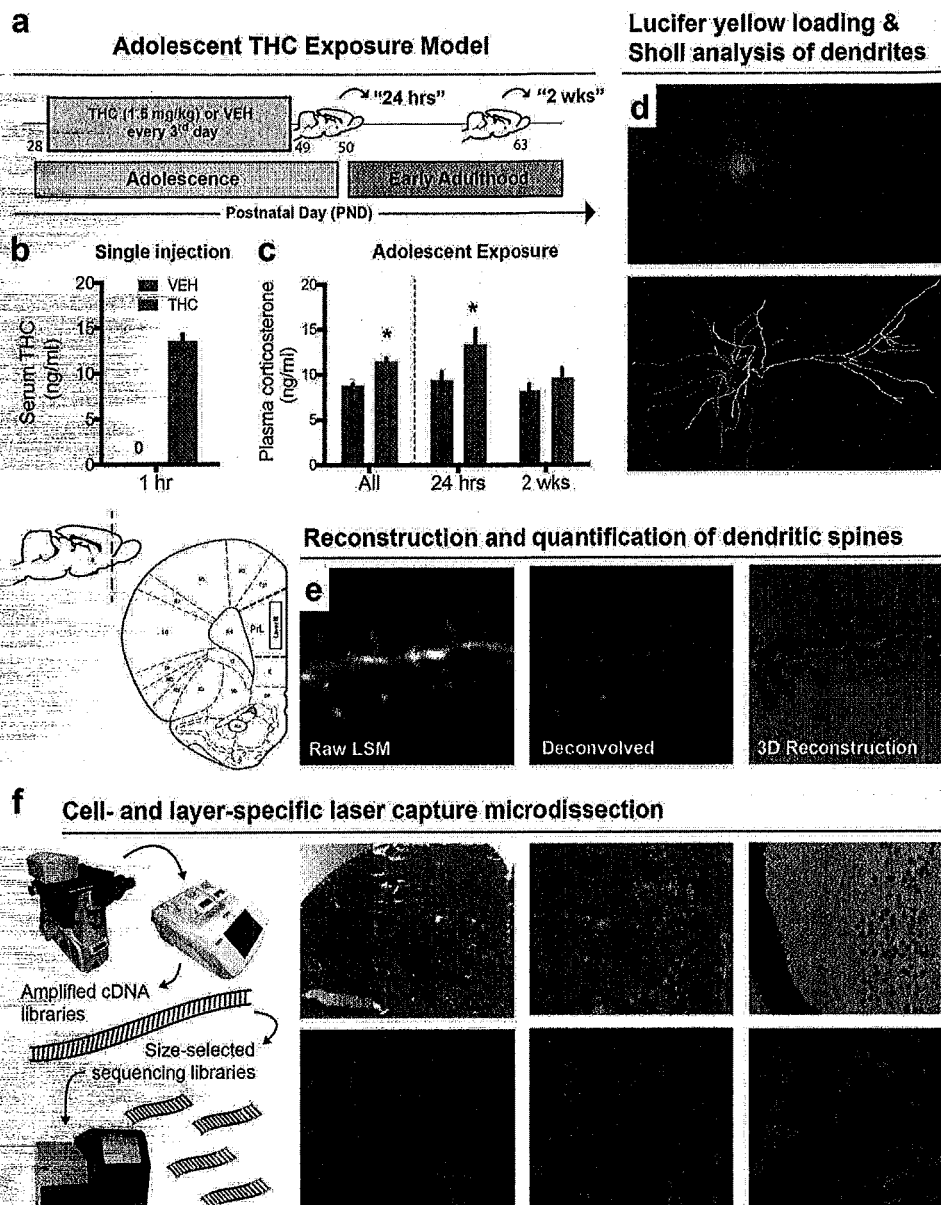 a
Adolescent THC Exposure Model
THC (1.5 mg/kg) or VEH
every 3rd day
"24 hrs"
"2 wks"
28
49
50
63
Adolescence
Early Adulthood
Postnatal Day (PND)
Lucifer yellow loading &
Sholl analysis of dendrites
d
b
Single injection
VEH
THC
Serum THC
(ng/ml)
20
15
10
5
0
0
1 hr
c
Adolescent Exposure
Plasma corticosterone
(ng/ml)
20
15
10
5
0
*
*
All
24 hrs
2 wks
PrL
Reconstruction and quantification of dendritic spines
e
Raw LSM
Deconvolved
3D Reconstruction
f
Cell- and layer-specific laser capture microdissection
Amplified cDNA
libraries
Size-selected
sequencing libraries